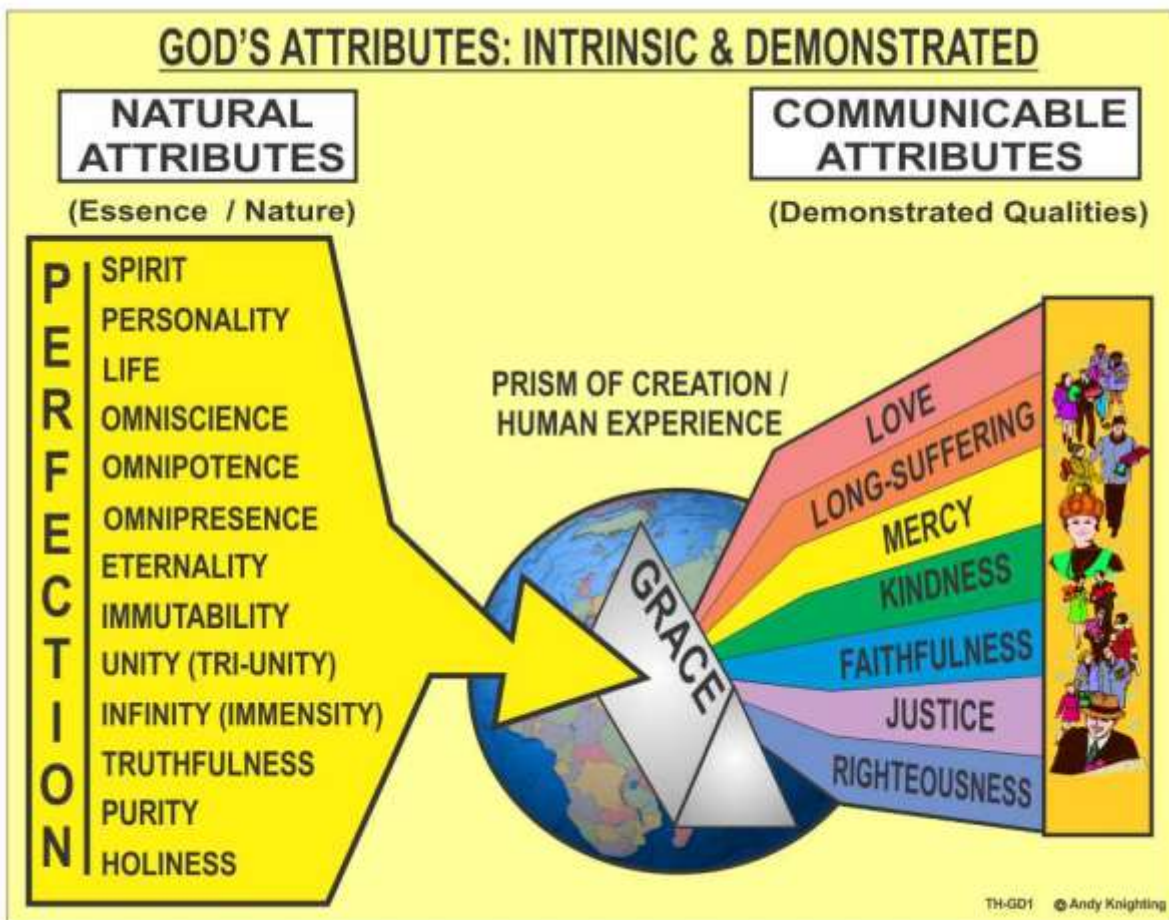 GOD'S ATTRIBUTES: INTRINSIC & DEMONSTRATED
NATURAL
ATTRIBUTES
(Essence / Nature)
PERFECTION
SPIRIT
PERSONALITY
LIFE
OMNISCIENCE
OMNIPOTENCE
OMNIPRESENCE
ETERNALITY
IMMUTABILITY
UNITY (TRI-UNITY)
INFINITY (IMMENSITY)
TRUTHFULNESS
PURITY
HOLINESS
PRISM OF CREATION /
HUMAN EXPERIENCE
GRACE
COMMUNICABLE
ATTRIBUTES
(Demonstrated Qualities)
LOVE
LONG-SUFFERING
MERCY
KINDNESS
FAITHFULNESS
JUSTICE
RIGHTEOUSNESS
TH-GD1 © Andy Knighting